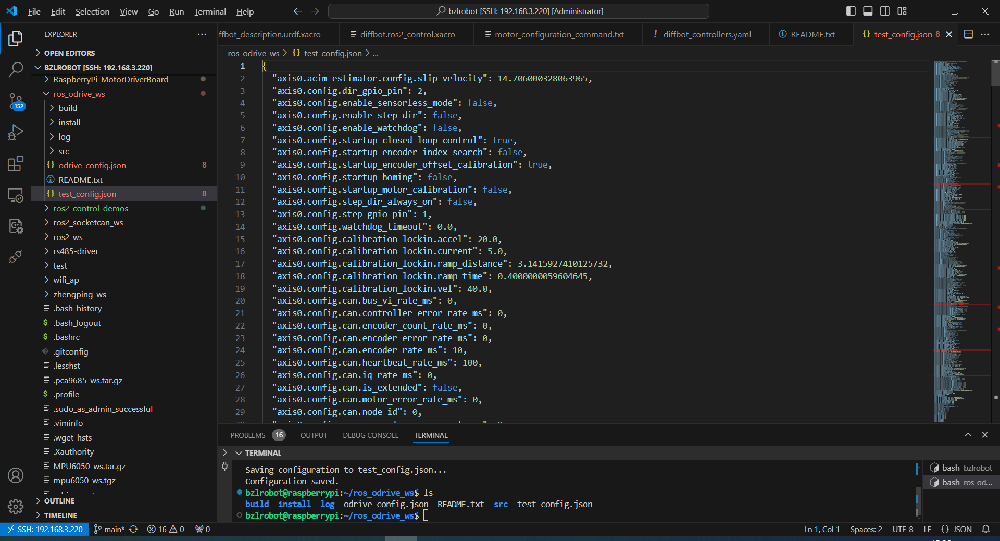 File Edit Selection View Go Run Terminal Help
bzlrobot [SSH: 192.168.3.220] [Administrator]
EXPLORER
OPEN EDITORS
BZLROBOT [SSH: 192.168.3.220]
RaspberryPi-MotorDriverBoard
ros_odrive_ws
build
install
log
src
odrive_config.json 8
README.txt
test_config.json 8
ros2_control_demos
ros2_socketcan_ws
ros2_ws
rs485-driver
test
wifi_ap
zhengping_ws
.bash_history
.bash_logout
.bashrc
.gitconfig
.lesshst
.pca9685_ws.tar.gz
.profile
.sudo_as_admin_successful
.viminfo
.wget-hsts
.Xauthority
MPU6050_ws.tar.gz
mpu6050_ws.tgz
OUTLINE
TIMELINE
152
iffbot_description.urdf.xacro diffbot.ros2_control.xacro motor_configuration_command.txt diffbot_controllers.yaml README.txt test_config.json 8
ros_odrive_ws > {} test_config.json > ...
1 {
2 "axis0.acim_estimator.config.slip_velocity": 14.706000328063965,
3 "axis0.config.dir_gpio_pin": 2,
4 "axis0.config.enable_sensorless_mode": false,
5 "axis0.config.enable_step_dir": false,
6 "axis0.config.enable_watchdog": false,
7 "axis0.config.startup_closed_loop_control": true,
8 "axis0.config.startup_encoder_index_search": false,
9 "axis0.config.startup_encoder_offset_calibration": true,
10 "axis0.config.startup_homing": false,
11 "axis0.config.startup_motor_calibration": false,
12 "axis0.config.step_dir_always_on": false,
13 "axis0.config.step_gpio_pin": 1,
14 "axis0.config.watchdog_timeout": 0.0,
15 "axis0.config.calibration_lockin.accel": 20.0,
16 "axis0.config.calibration_lockin.current": 5.0,
17 "axis0.config.calibration_lockin.ramp_distance": 3.1415927410125732,
18 "axis0.config.calibration_lockin.ramp_time": 0.4000000059604645,
19 "axis0.config.calibration_lockin.vel": 40.0,
20 "axis0.config.can.bus_vi_rate_ms": 0,
21 "axis0.config.can.controller_error_rate_ms": 0,
22 "axis0.config.can.encoder_count_rate_ms": 0,
23 "axis0.config.can.encoder_error_rate_ms": 0,
24 "axis0.config.can.encoder_rate_ms": 10,
25 "axis0.config.can.heartbeat_rate_ms": 100,
26 "axis0.config.can.iq_rate_ms": 0,
27 "axis0.config.can.is_extended": false,
28 "axis0.config.can.motor_error_rate_ms": 0,
29 "axis0.config.can.node_id": 0,
PROBLEMS 16 OUTPUT DEBUG CONSOLE TERMINAL
TERMINAL
Saving configuration to test_config.json...
Configuration saved.
bzlrobot@raspberrypi:~/ros_odrive_ws$ ls
build install log odrive_config.json README.txt src test_config.json
bzlrobot@raspberrypi:~/ros_odrive_ws$
bash bzlrobot
bash ros_od...
SSH: 192.168.3.220 main* 16 0 0 Ln 1, Col 1 Spaces: 2 UTF-8 LF {} JSON